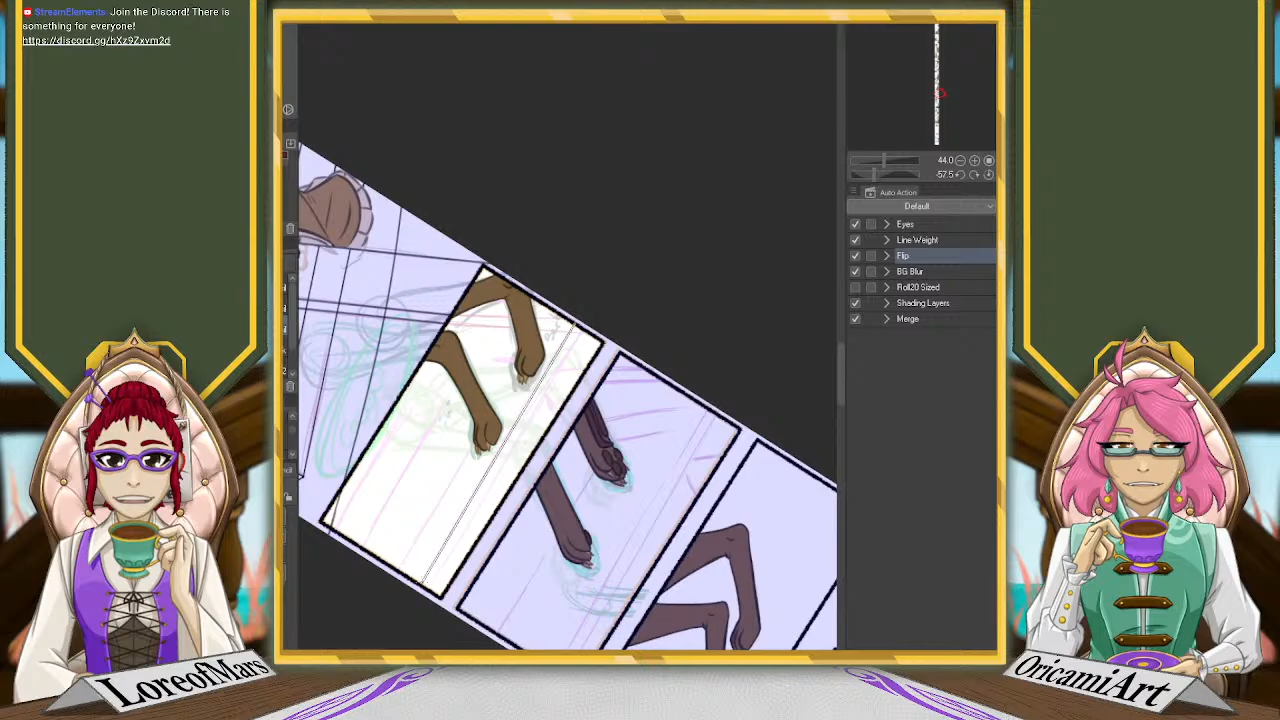 StreamElements: Join the Discord! There is
something for everyone!
https://discord.gg/hXz9Zxvm2d
44.0
-57.5
Auto Action
Default
Eyes
Line Weight
Flip
BG Blur
Roll20 Sized
Shading Layers
Merge
LoreofMars
OricamiArt